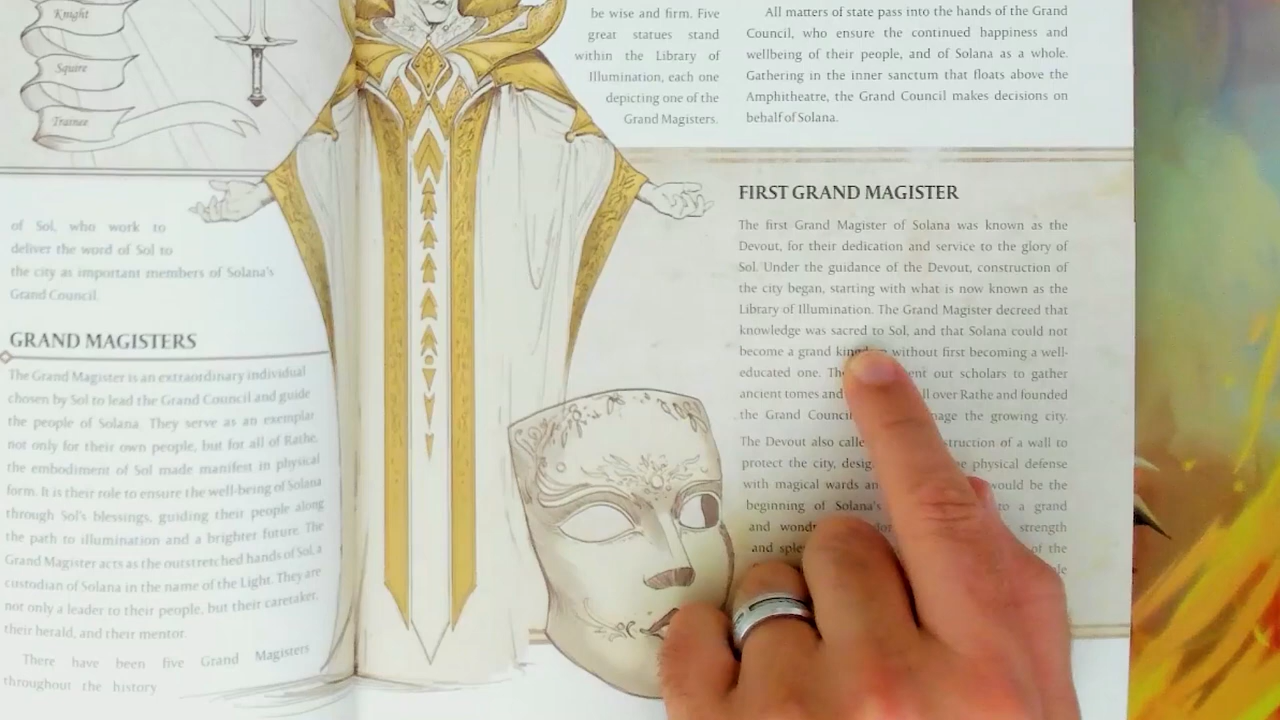 Knight
Squire
Trainee
of Sol, who work to
deliver the word of Sol to
the city as important members of Solana's
Grand Council.
GRAND MAGISTERS
The Grand Magister is an extraordinary individual
chosen by Sol to lead the Grand Council and guide
the people of Solana. They serve as an exemplar
not only for their own people, but for all of Rathe,
the embodiment of Sol made manifest in physical
form. It is their role to ensure the well-being of Solana
through Sol's blessings, guiding their people along
the path to illumination and a brighter future. The
Grand Magister acts as the outstretched hands of Sol, a
custodian of Solana in the name of the Light. They are
not only a leader to their people, but their caretaker,
their herald, and their mentor.
There have been five Grand Magisters
throughout the history
be wise and firm. Five
great statues stand
within the Library of
Illumination, each one
depicting one of the
Grand Magisters.
All matters of state pass into the hands of the Grand
Council, who ensure the continued happiness and
wellbeing of their people, and of Solana as a whole.
Gathering in the inner sanctum that floats above the
Amphitheatre, the Grand Council makes decisions on
behalf of Solana.
FIRST GRAND MAGISTER
The first Grand Magister of Solana was known as the
Devout, for their dedication and service to the glory of
Sol. Under the guidance of the Devout, construction of
the city began, starting with what is now known as the
Library of Illumination. The Grand Magister decreed that
knowledge was sacred to Sol, and that Solana could not
become a grand without first becoming a well-
educated one. out scholars to gather
ancient tomes and over Rathe and founded
the Grand Council the growing city.
The Devout also of a wall to
protect the city, physical defense
with magical wards would be the
beginning of Solana's to a grand
and strength
and of the